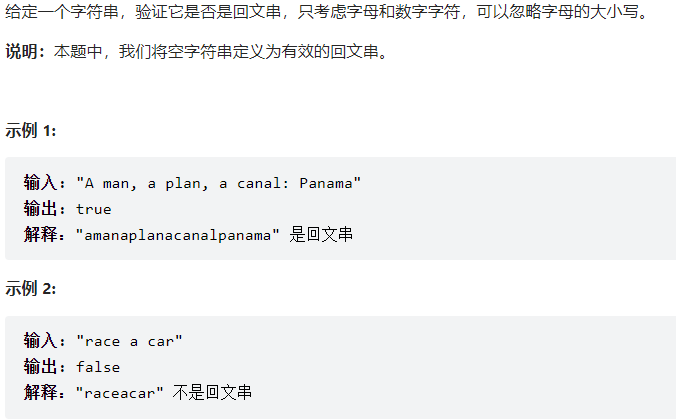 给定一个字符串，验证它是否是回文串，只考虑字母和数字字符，可以忽略字母的大小写。
说明：本题中，我们将空字符串定义为有效的回文串。
示例 1:
输入: "A man, a plan, a canal: Panama"
输出: true
解释："amanaplanacanalpanama" 是回文串
示例 2:
输入: "race a car"
输出: false
解释："raceacar" 不是回文串